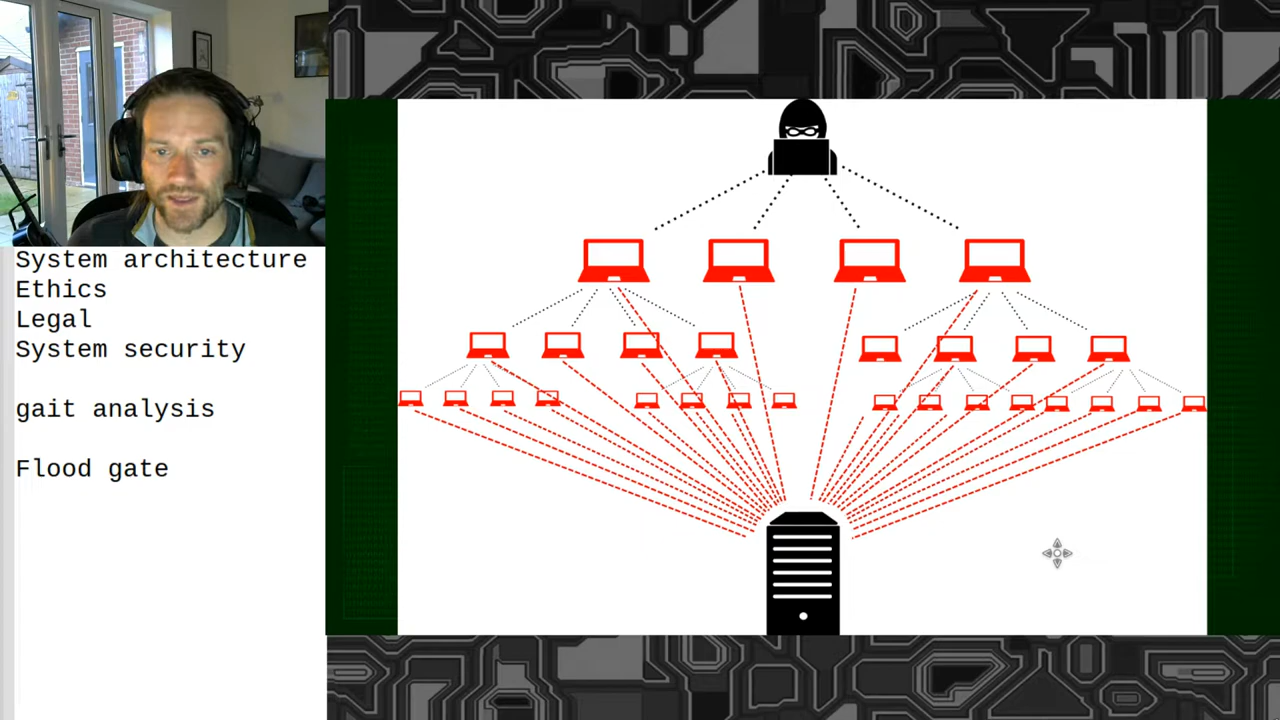 System architecture
Ethics
Legal
System security
gait analysis
Flood gate